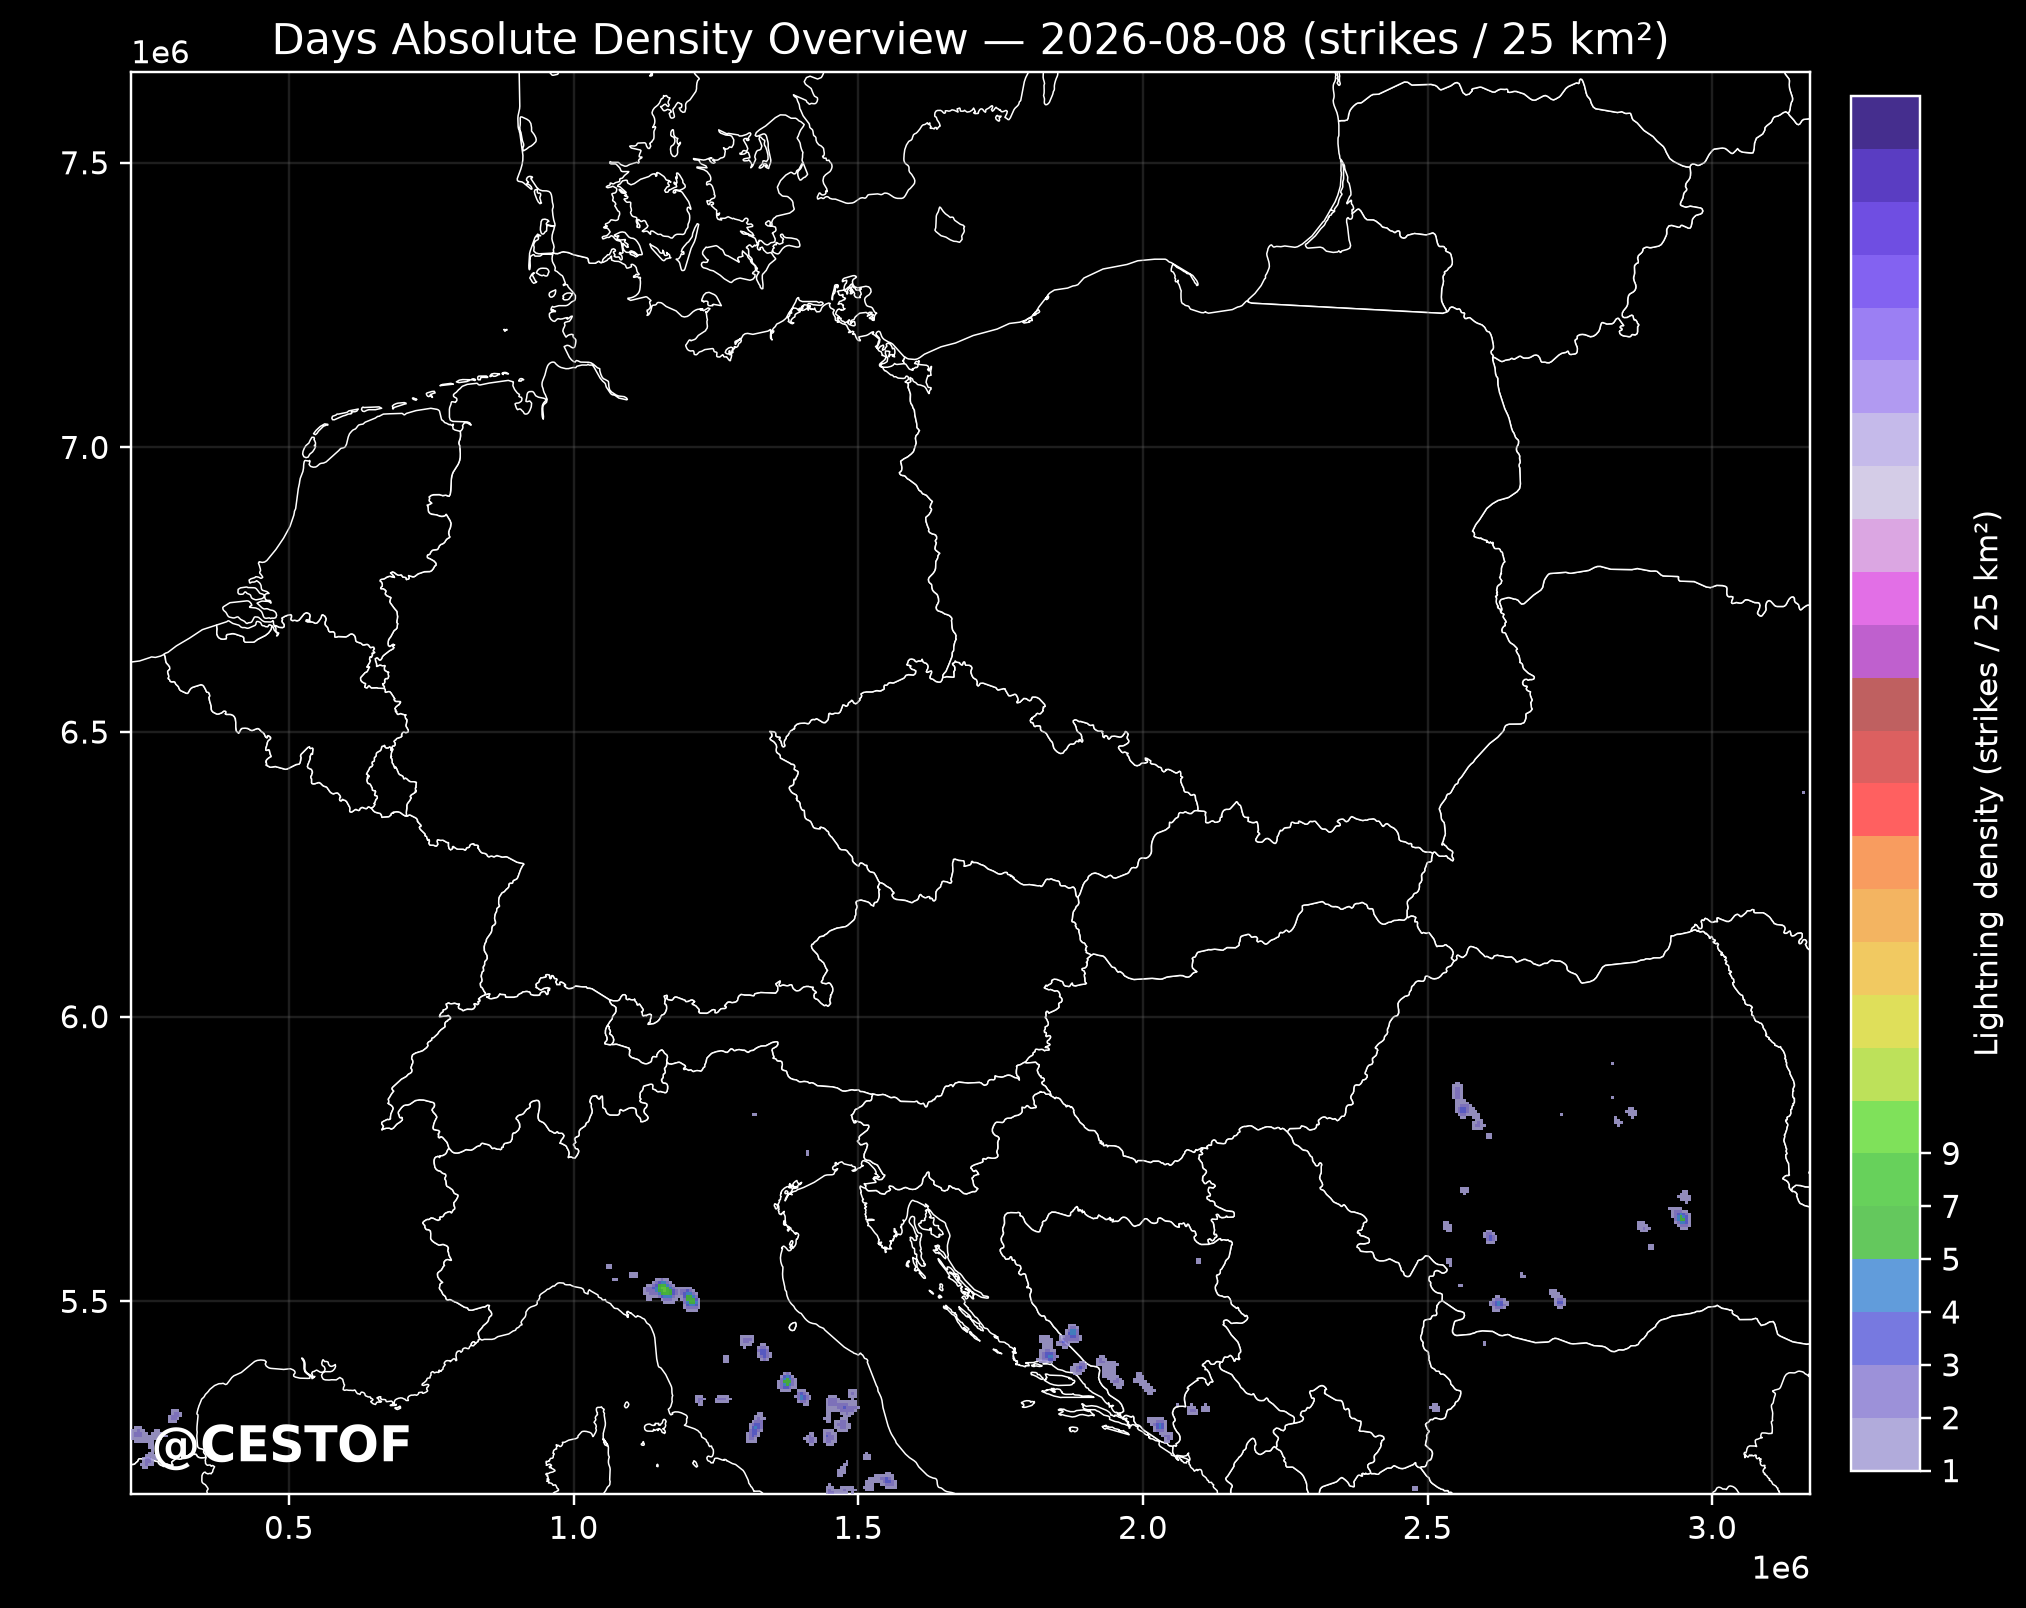 Days Absolute Density Overview — 2026-08-08 (strikes / 25 km²)
1e6
7.5
7.0
6.5
6.0
5.5
0.5 1.0 1.5 2.0 2.5 3.0
1e6
@CESTOF
9
7
5
4
3
2
1
Lightning density (strikes / 25 km²)